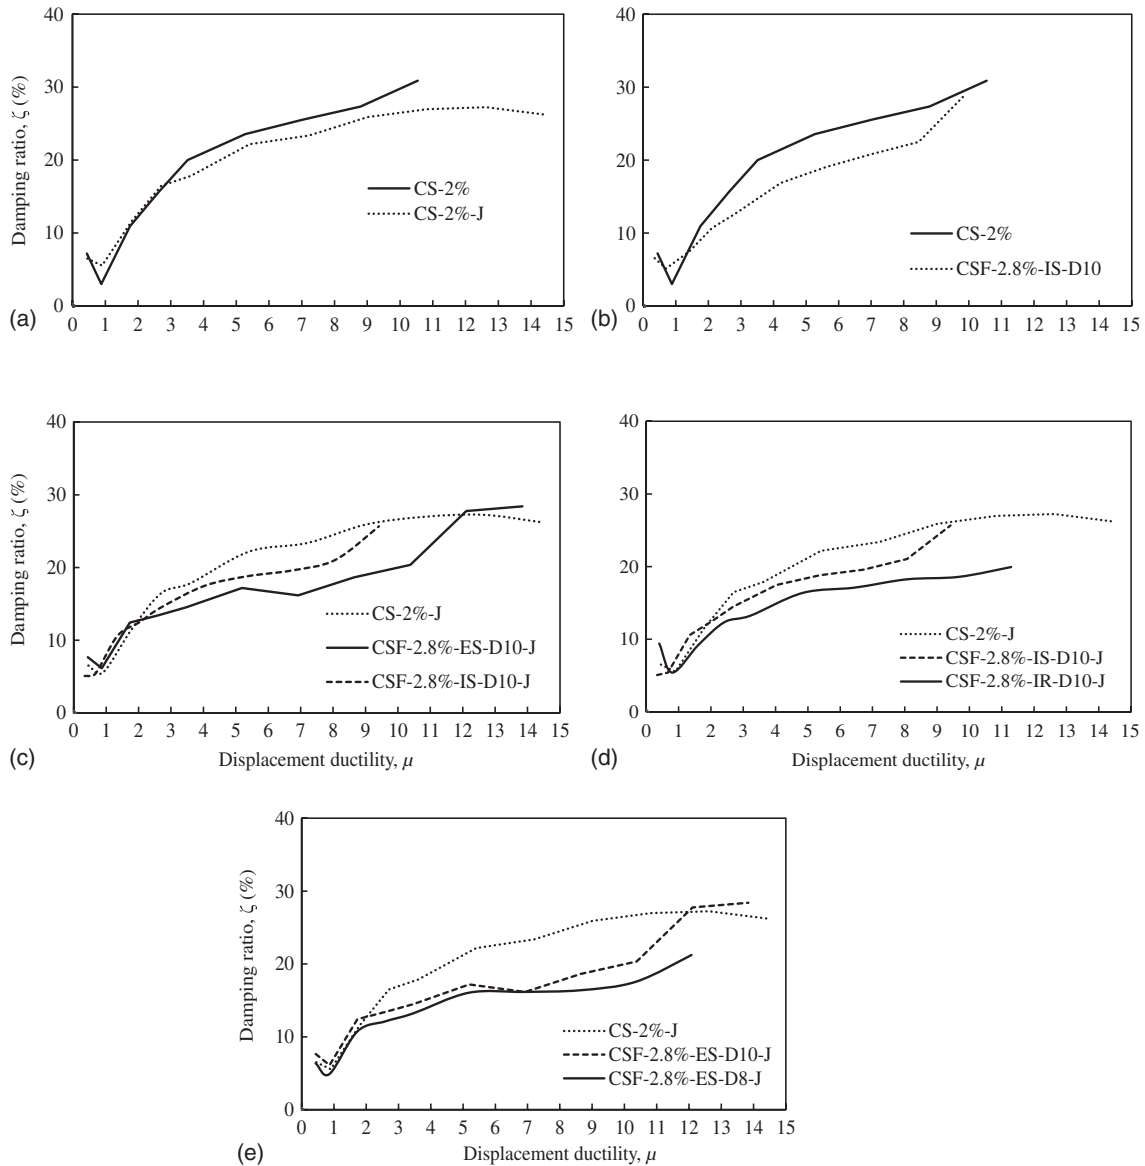 40
30
20
10
0
Damping ratio, ζ (%)
CS-2%
CS-2%-J
(a)
0 1 2 3 4 5 6 7 8 9 10 11 12 13 14 15
40
30
20
10
0
CS-2%
CSF-2.8%-IS-D10
(b)
0 1 2 3 4 5 6 7 8 9 10 11 12 13 14 15
40
30
20
10
0
Damping ratio, ζ (%)
CS-2%-J
CSF-2.8%-ES-D10-J
CSF-2.8%-IS-D10-J
0 1 2 3 4 5 6 7 8 9 10 11 12 13 14 15
(c)
Displacement ductility, μ
40
30
20
10
0
CS-2%-J
CSF-2.8%-IS-D10-J
CSF-2.8%-IR-D10-J
0 1 2 3 4 5 6 7 8 9 10 11 12 13 14 15
(d)
Displacement ductility, μ
40
30
20
10
0
Damping ratio, ζ (%)
CS-2%-J
CSF-2.8%-ES-D10-J
CSF-2.8%-ES-D8-J
0 1 2 3 4 5 6 7 8 9 10 11 12 13 14 15
(e)
Displacement ductility, μ